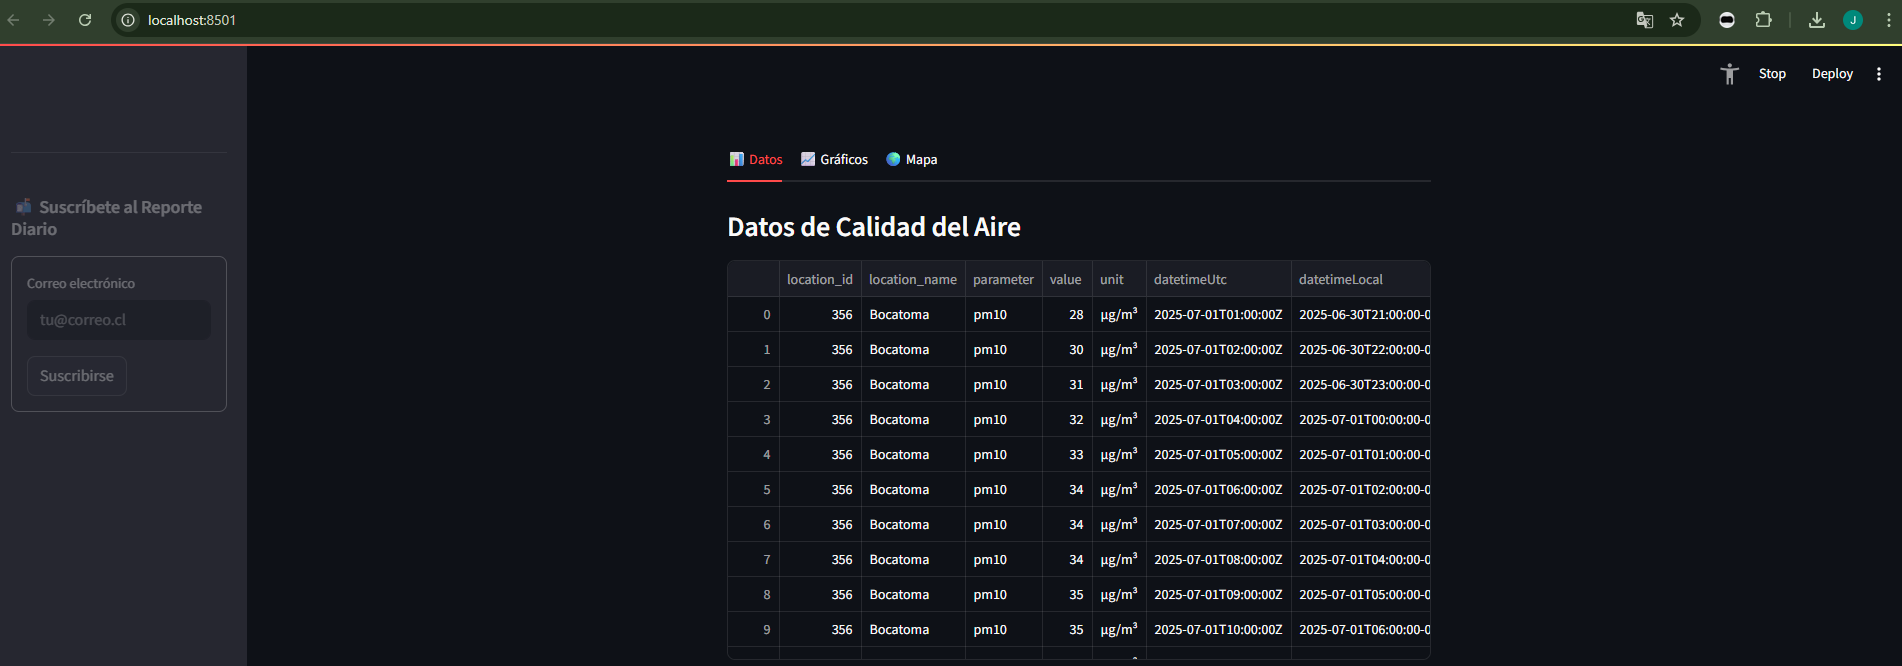 localhost:8501
J
Stop Deploy
📬 Suscríbete al Reporte
Diario
Correo electrónico
tu@correo.cl
Suscribirse
📊 Datos 📈 Gráficos 🌎 Mapa
Datos de Calidad del Aire
location_id location_name parameter value unit datetimeUtc datetimeLocal
0 356 Bocatoma pm10 28 µg/m³ 2025-07-01T01:00:00Z 2025-06-30T21:00:00-0
1 356 Bocatoma pm10 30 µg/m³ 2025-07-01T02:00:00Z 2025-06-30T22:00:00-0
2 356 Bocatoma pm10 31 µg/m³ 2025-07-01T03:00:00Z 2025-06-30T23:00:00-0
3 356 Bocatoma pm10 32 µg/m³ 2025-07-01T04:00:00Z 2025-07-01T00:00:00-0
4 356 Bocatoma pm10 33 µg/m³ 2025-07-01T05:00:00Z 2025-07-01T01:00:00-0
5 356 Bocatoma pm10 34 µg/m³ 2025-07-01T06:00:00Z 2025-07-01T02:00:00-0
6 356 Bocatoma pm10 34 µg/m³ 2025-07-01T07:00:00Z 2025-07-01T03:00:00-0
7 356 Bocatoma pm10 34 µg/m³ 2025-07-01T08:00:00Z 2025-07-01T04:00:00-0
8 356 Bocatoma pm10 35 µg/m³ 2025-07-01T09:00:00Z 2025-07-01T05:00:00-0
9 356 Bocatoma pm10 35 µg/m³ 2025-07-01T10:00:00Z 2025-07-01T06:00:00-0